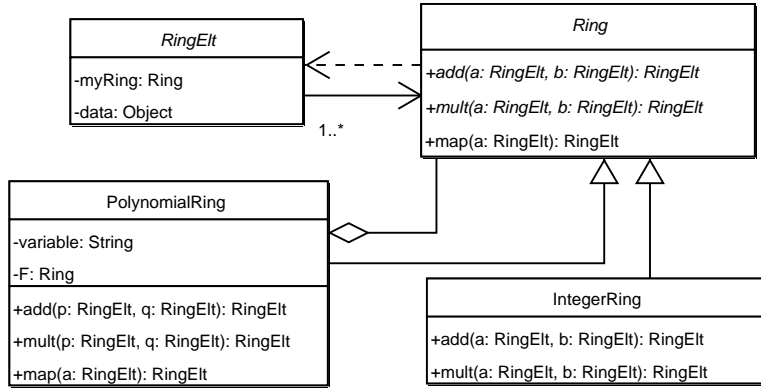 RingElt
-myRing: Ring
-data: Object
Ring
+add(a: RingElt, b: RingElt): RingElt
+mult(a: RingElt, b: RingElt): RingElt
+map(a: RingElt): RingElt
1..*
PolynomialRing
-variable: String
-F: Ring
+add(p: RingElt, q: RingElt): RingElt
+mult(p: RingElt, q: RingElt): RingElt
+map(a: RingElt): RingElt
IntegerRing
+add(a: RingElt, b: RingElt): RingElt
+mult(a: RingElt, b: RingElt): RingElt